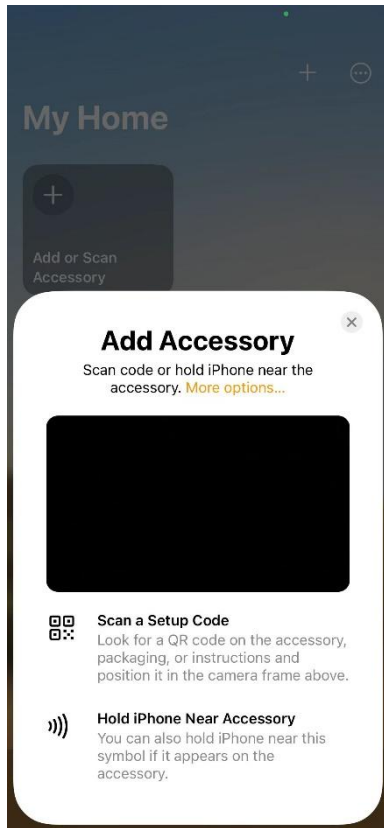 My Home
Add or Scan
Accessory
Add Accessory
Scan code or hold iPhone near the
accessory. More options...
Scan a Setup Code
Look for a QR code on the accessory,
packaging, or instructions and
position it in the camera frame above.
Hold iPhone Near Accessory
You can also hold iPhone near this
symbol if it appears on the
accessory.